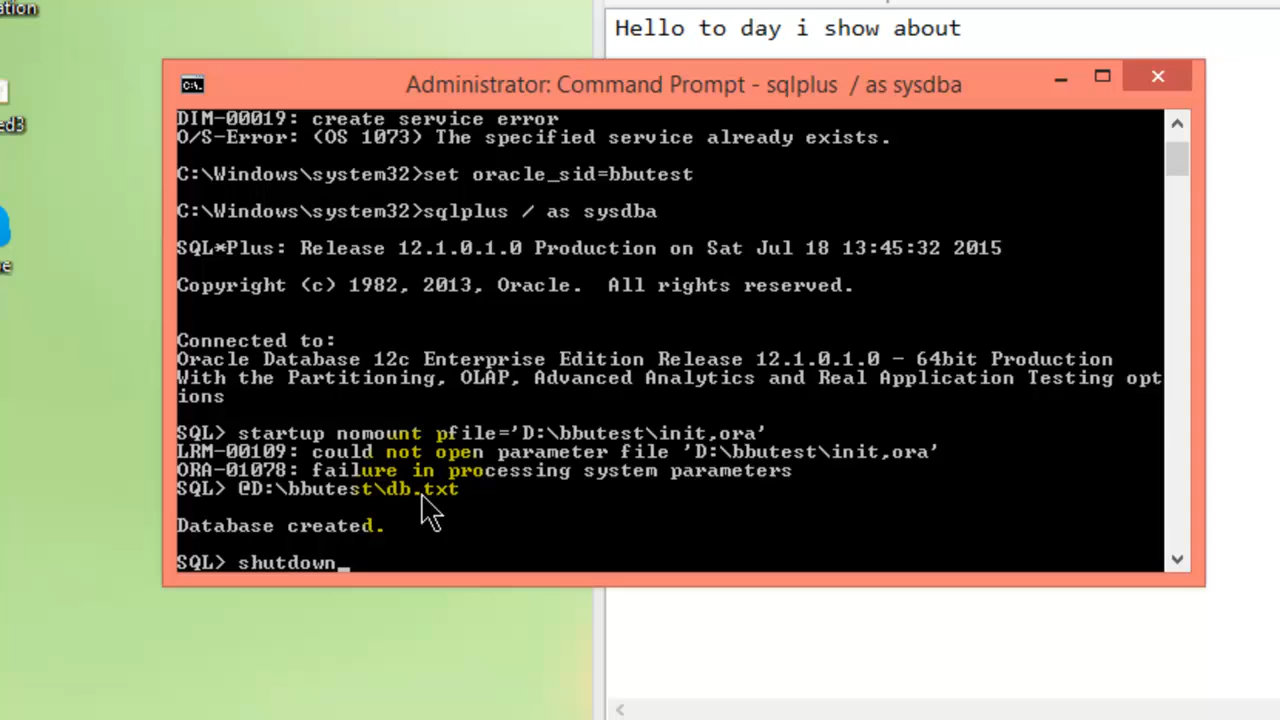 ation
Hello to day i show about
Administrator: Command Prompt - sqlplus / as sysdba
C:\.
ed3
DIM-00019: create service error
O/S-Error: (OS 1073) The specified service already exists.
C:\Windows\system32>set oracle_sid=bbutest
C:\Windows\system32>sqlplus / as sysdba
SQL*Plus: Release 12.1.0.1.0 Production on Sat Jul 18 13:45:32 2015
e
Copyright (c) 1982, 2013, Oracle.  All rights reserved.
Connected to:
Oracle Database 12c Enterprise Edition Release 12.1.0.1.0 - 64bit Production
With the Partitioning, OLAP, Advanced Analytics and Real Application Testing opt
ions
SQL> startup nomount pfile='D:\bbutest\init,ora'
LRM-00109: could not open parameter file 'D:\bbutest\init,ora'
ORA-01078: failure in processing system parameters
SQL> @D:\bbutest\db.txt
Database created.
SQL> shutdown_